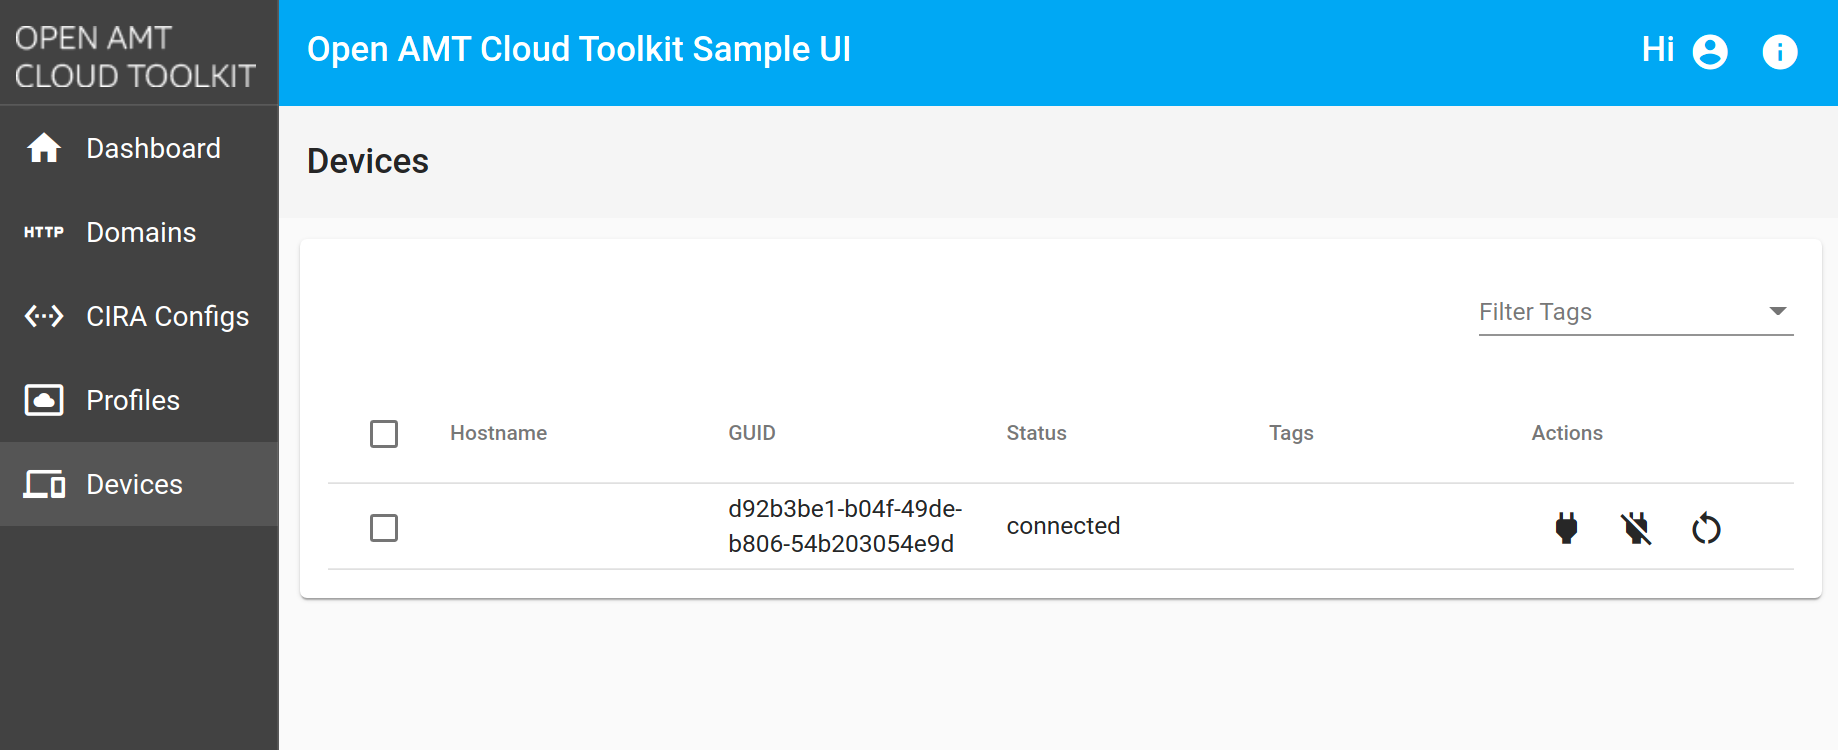 OPEN AMT
CLOUD TOOLKIT
Open AMT Cloud Toolkit Sample UI
Hi
Dashboard
HTTP Domains
CIRA Configs
Profiles
Devices
Devices
Filter Tags
Hostname GUID Status Tags Actions
d92b3be1-b04f-49de-
b806-54b203054e9d
connected